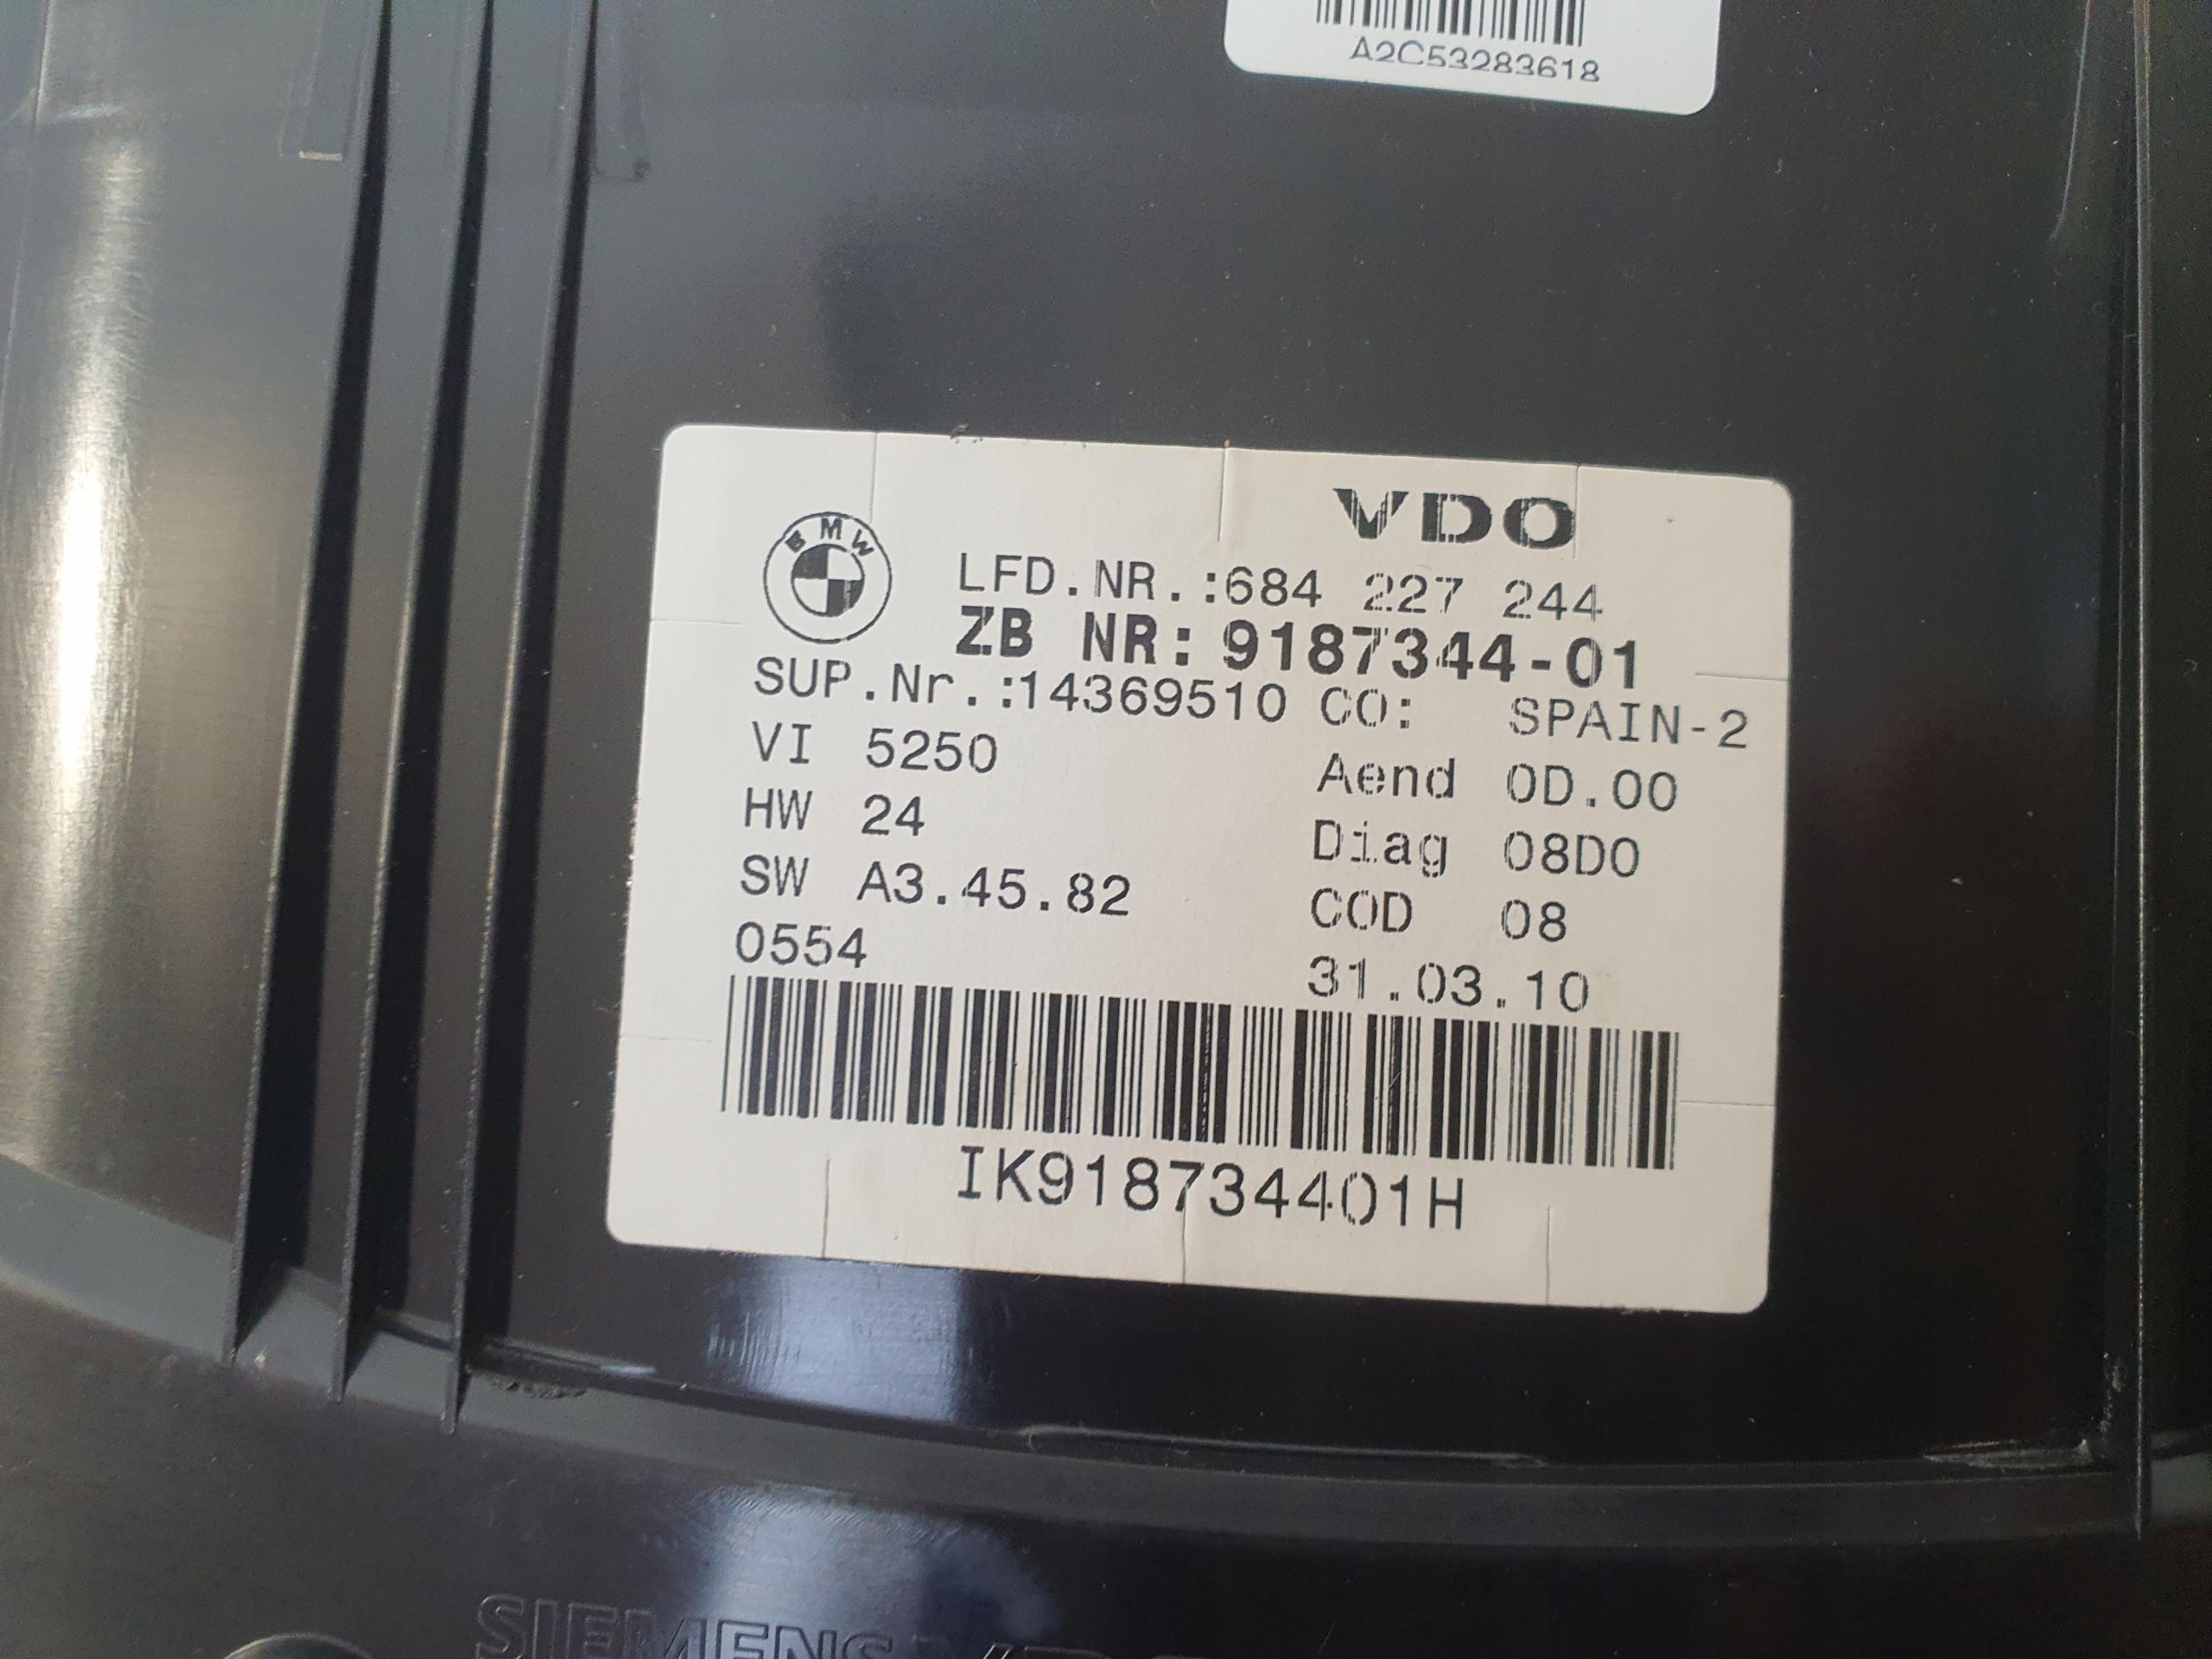 A2C53283618
VDO
BMW
LFD.NR.:684 227 244
ZB NR: 9187344-01
SUP.Nr.:14369510 CO: SPAIN-2
VI 5250 Aend 0D.00
HW 24 Diag 08D0
SW A3.45.82 COD 08
0554 31.03.10
IK918734401H
SIEMENS